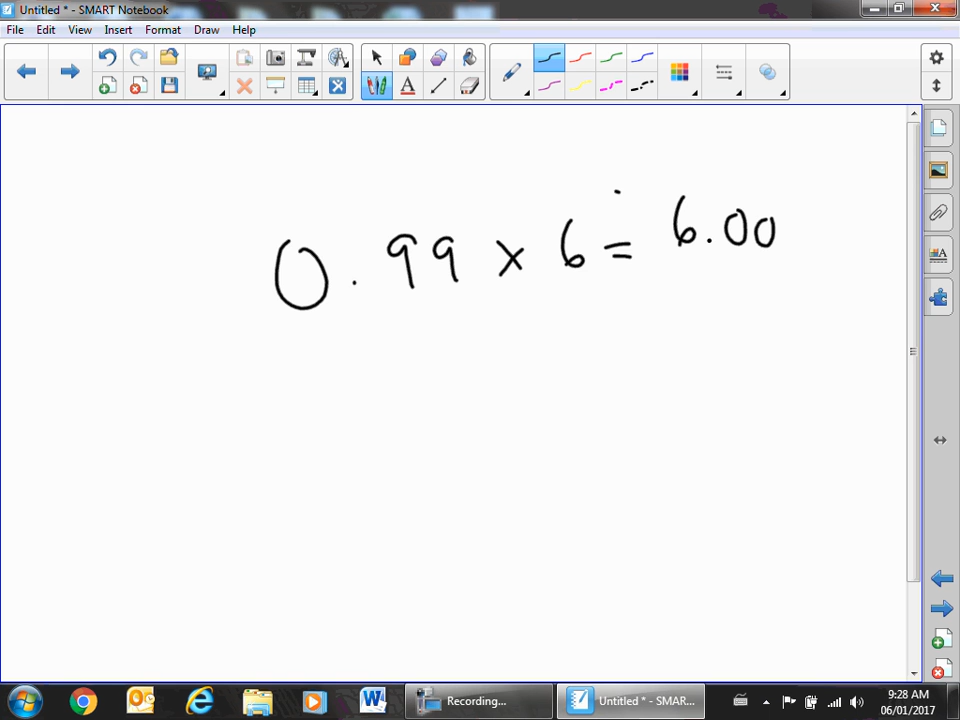 Untitled * - SMART Notebook
File Edit View Insert Format Draw Help
0.99 × 6 = 6.00
Recording...
Untitled * - SMAR...
9:28 AM
06/01/2017